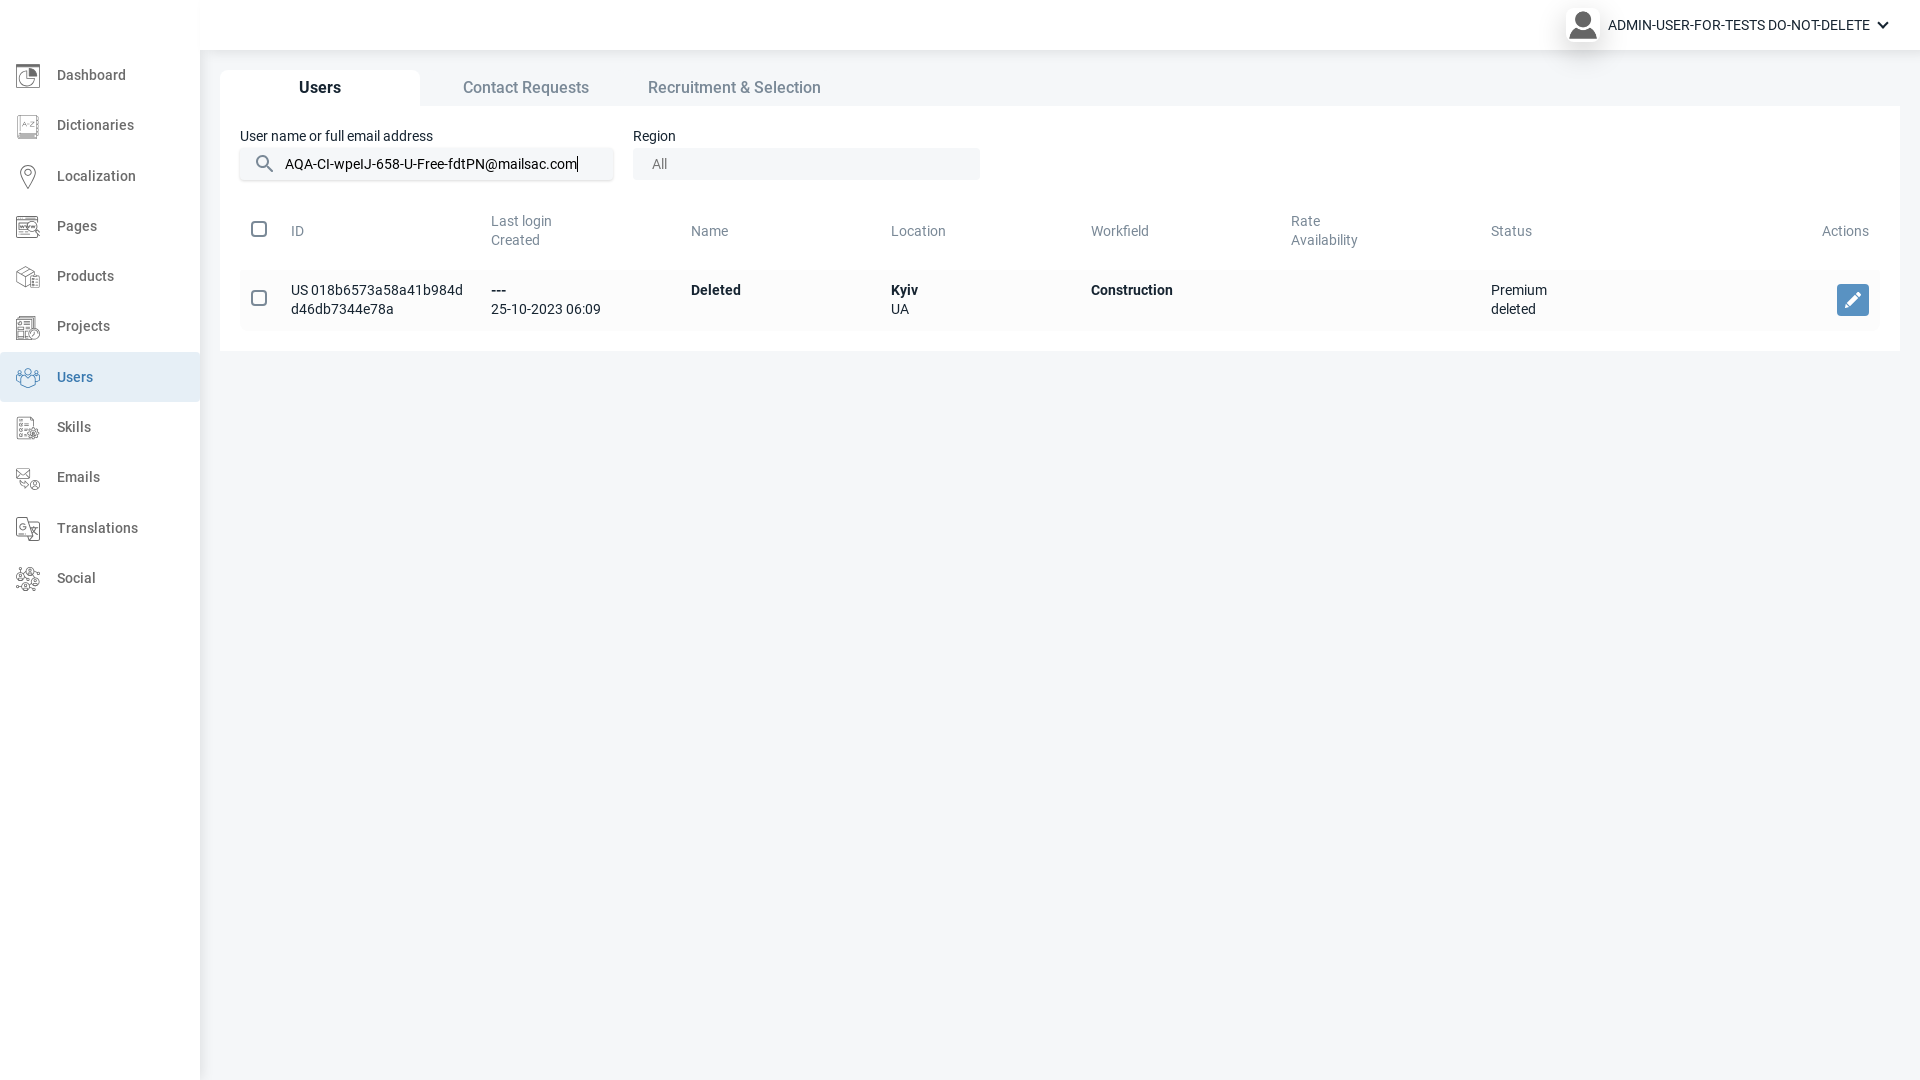 ADMIN-USER-FOR-TESTS DO-NOT-DELETE
Dashboard
Dictionaries
Localization
Pages
Products
Projects
Users
Skills
Emails
Translations
Social
Users
Contact Requests
Recruitment & Selection
User name or full email address
AQA-CI-wpeIJ-658-U-Free-fdtPN@mailsac.com
Region
All
ID
Last login
Created
Name
Location
Workfield
Rate
Availability
Status
Actions
US 018b6573a58a41b984d
d46db7344e78a
---
25-10-2023 06:09
Deleted
Kyiv
UA
Construction
Premium
deleted